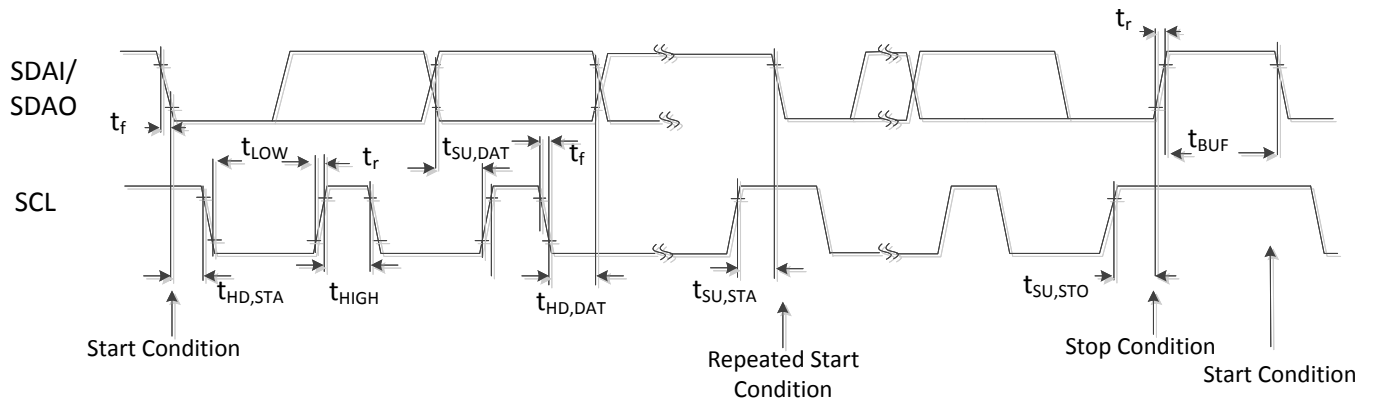 t_r
SDAI/
SDAO
t_f
t_LOW
t_r
t_SU,DAT
t_f
t_BUF
SCL
t_HD,STA
t_HIGH
t_HD,DAT
t_SU,STA
t_SU,STO
Start Condition
Repeated Start
Condition
Stop Condition
Start Condition